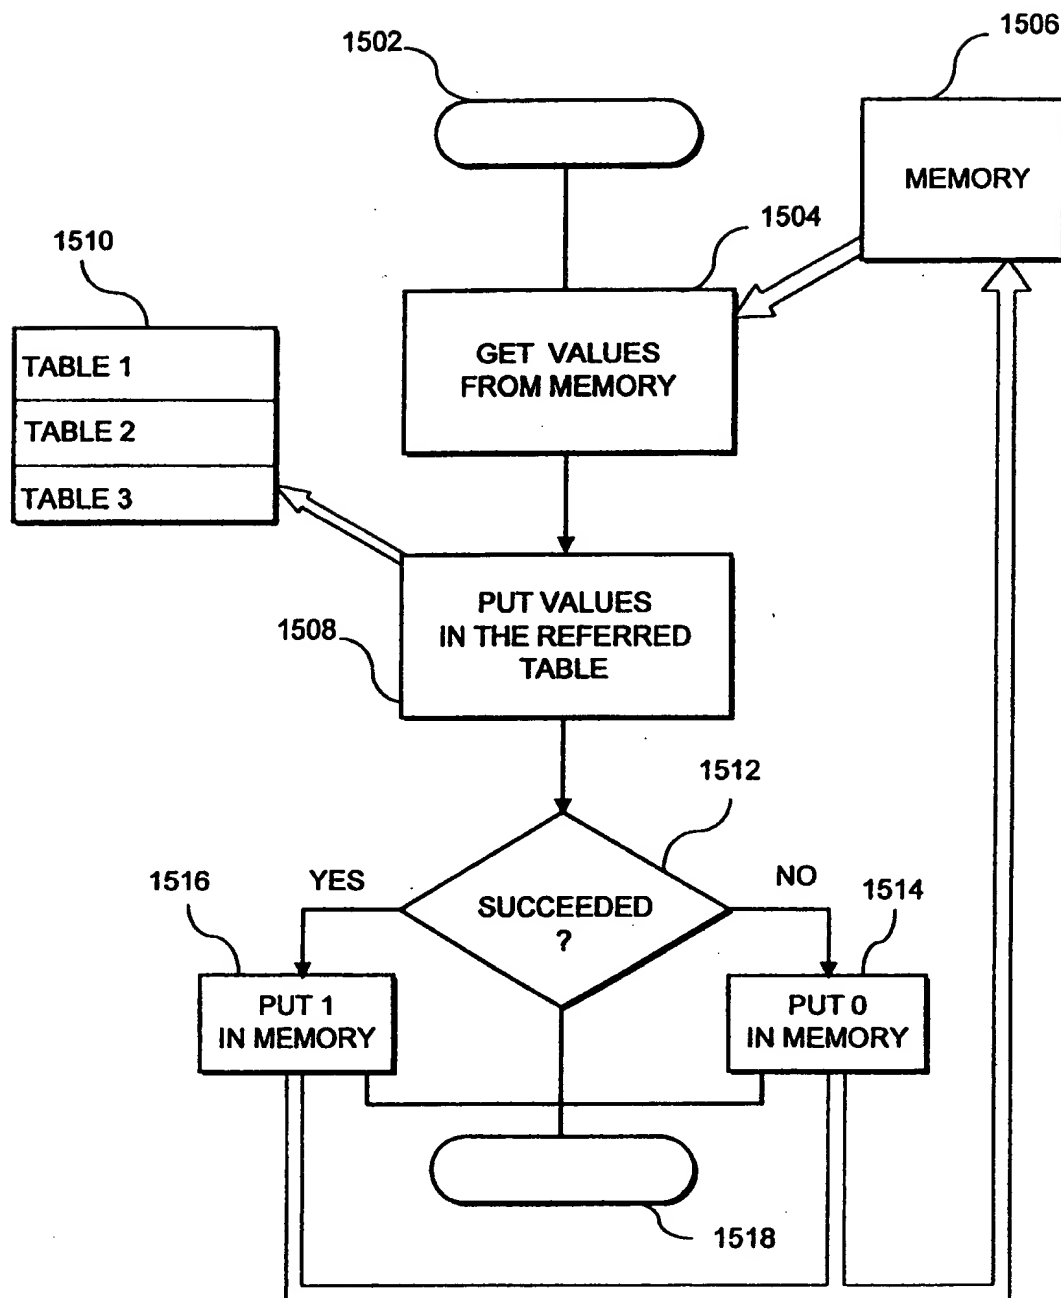 1502
1506
MEMORY
1504
1510
GET VALUES
FROM MEMORY
TABLE 1
TABLE 2
TABLE 3
PUT VALUES
IN THE REFERRED
TABLE
1508
1512
YES
NO
1516
1514
SUCCEEDED
?
PUT 1
IN MEMORY
PUT 0
IN MEMORY
1518